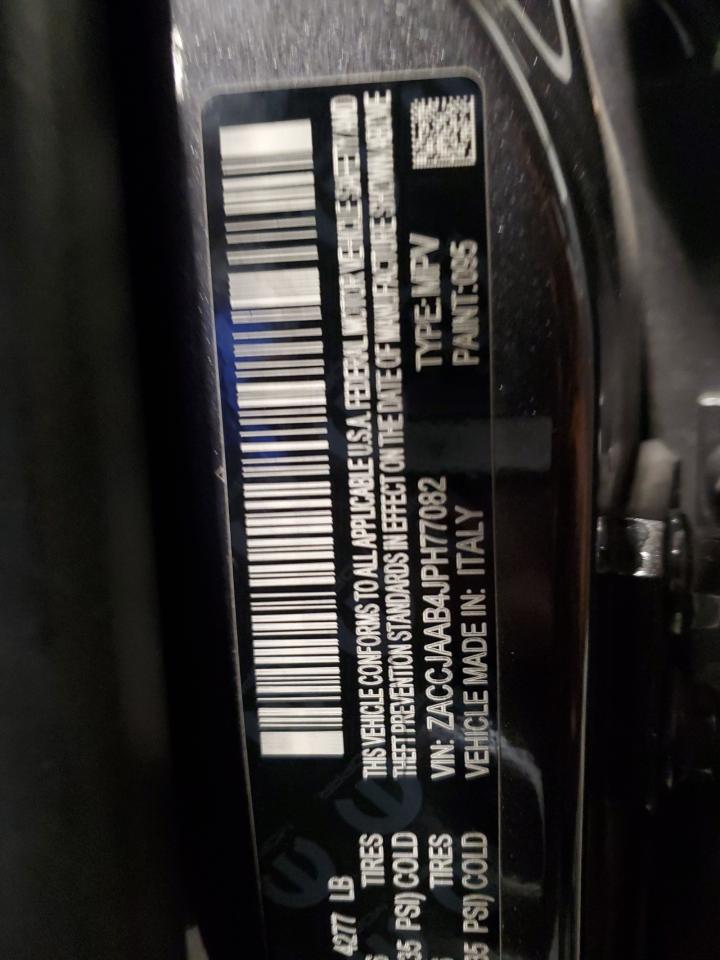 4277 LB
TIRES
35 PSI) COLD
TIRES
35 PSI) COLD
THIS VEHICLE CONFORMS TO ALL APPLICABLE U.S.A. FEDERAL MOTOR VEHICLE SAFETY AND
THEFT PREVENTION STANDARDS IN EFFECT ON THE DATE OF MANUFACTURE SHOWN ABOVE
VIN: ZACCJAAB4JPH77082
TYPE: MPV
VEHICLE MADE IN: ITALY
PAINT: 095